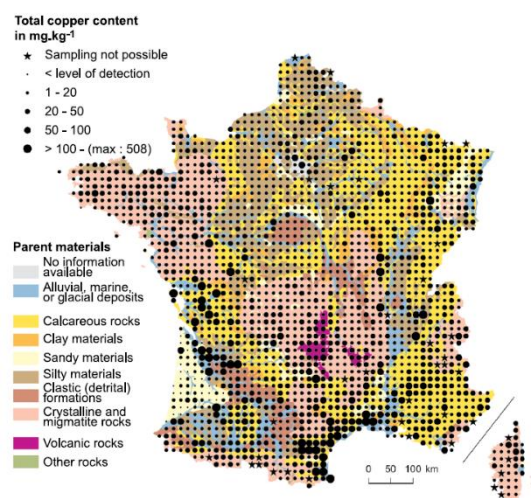 Total copper content
in mg.kg-1
Sampling not possible
< level of detection
1 - 20
20 - 50
50 - 100
> 100 - (max : 508)
Parent materials
No information
available
Alluvial, marine,
or glacial deposits
Calcareous rocks
Clay materials
Sandy materials
Silty materials
Clastic (detrital)
formations
Crystalline and
migmatite rocks
Volcanic rocks
Other rocks
0 50 100 km